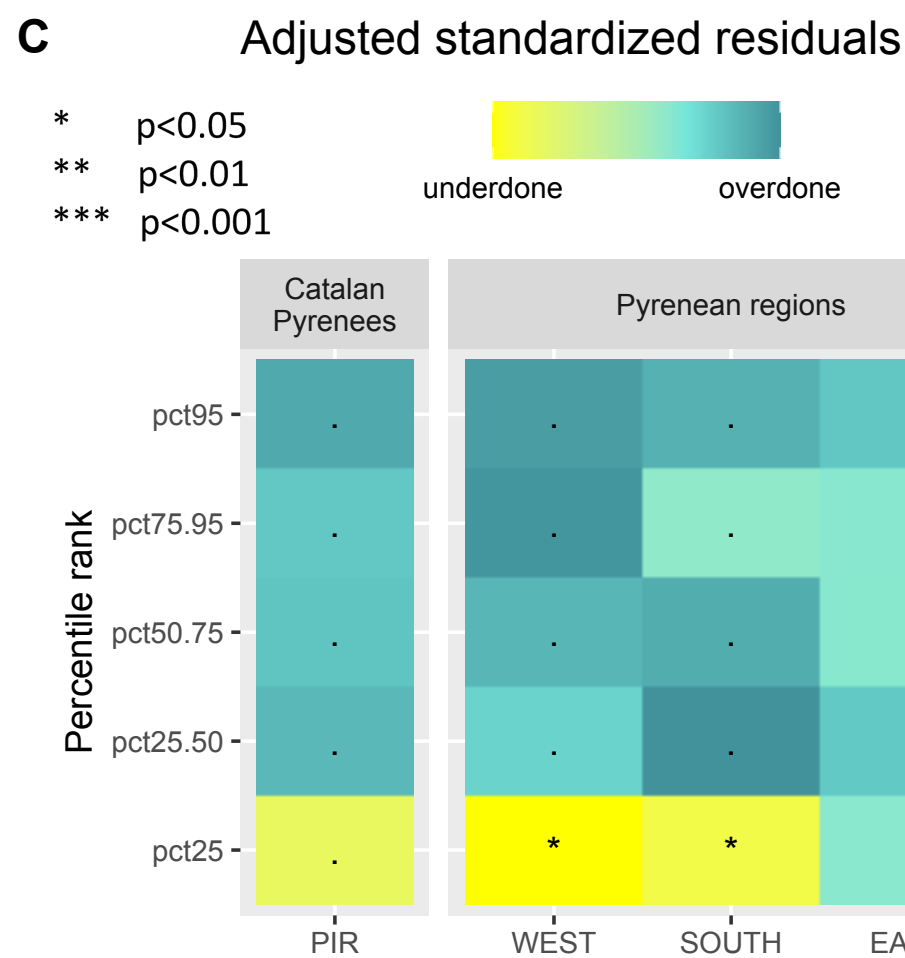 C Adjusted standardized residuals
* p<0.05
** p<0.01
*** p<0.001
underdone overdone
Catalan
Pyrenees
Pyrenean regions
Percentile rank
pct95 . . .
pct75.95 . . .
pct50.75 . . .
pct25.50 . . .
pct25 . * *
PIR WEST SOUTH EA